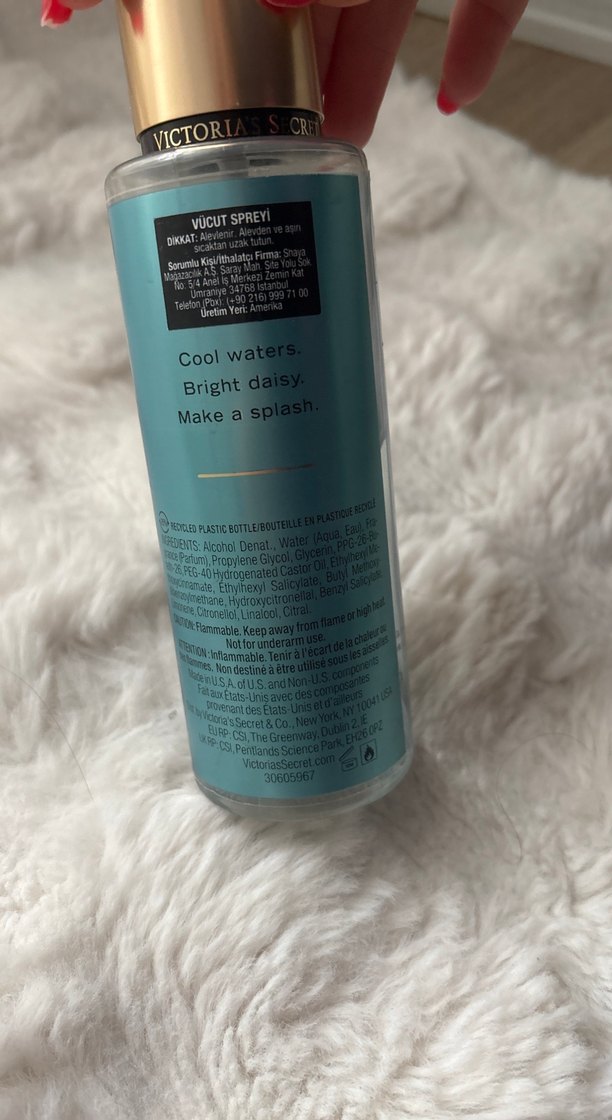 VICTORIA'S SECRET
VÜCUT SPREYİ
DİKKAT: Alevlenir. Alevden ve aşırı
sıcaktan uzak tutun.
Sorumlu Kişi/İthalatçı Firma: Shaya
Mağazacılık A.Ş. Saray Mah. Site Yolu Sok
No: 5/4 Anel İş Merkezi Zemin Kat
Ümraniye 34768 İstanbul
Telefon (Pbx): (+90 216) 999 71 00
Üretim Yeri: Amerika
Cool waters.
Bright daisy.
Make a splash.
RECYCLED PLASTIC BOTTLE/BOUTEILLE EN PLASTIQUE RECYCLÉ
INGREDIENTS: Alcohol Denat., Water (Aqua, Eau), Fra-
grance (Parfum), Propylene Glycol, Glycerin, PPG-26-Bu-
teth-26, PEG-40 Hydrogenated Castor Oil, Ethylhexyl Me-
thoxycinnamate, Ethylhexyl Salicylate, Butyl Methoxy-
dibenzoylmethane, Hydroxycitronellal, Benzyl Salicylate,
Limonene, Citronellol, Linalool, Citral.
CAUTION: Flammable. Keep away from flame or high heat.
Not for underarm use.
ATTENTION : Inflammable. Tenir à l'écart de la chaleur ou
des flammes. Non destiné à être utilisé sous les aisselles.
Made in U.S.A. of U.S. and Non-U.S. components
Fait aux États-Unis avec des composantes
provenant des États-Unis et d'ailleurs
Dist. by Victoria's Secret & Co., New York, NY 10041 USA
EU RP: CSI, The Greenway, Dublin 2, IE
UK RP: CSI, Pentlands Science Park, EH26 0PZ
VictoriasSecret.com
30605967